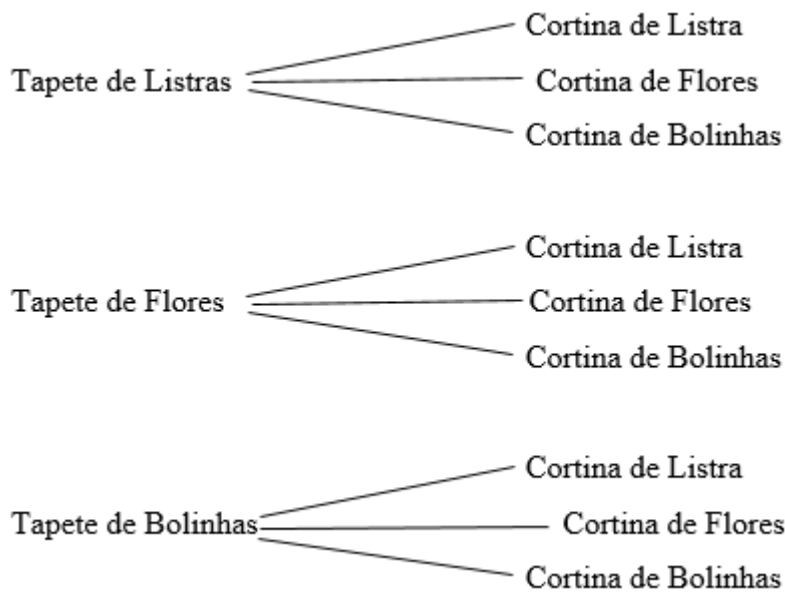 Cortina de Listra
Tapete de Listras
Cortina de Flores
Cortina de Bolinhas
Cortina de Listra
Tapete de Flores
Cortina de Flores
Cortina de Bolinhas
Cortina de Listra
Tapete de Bolinhas
Cortina de Flores
Cortina de Bolinhas